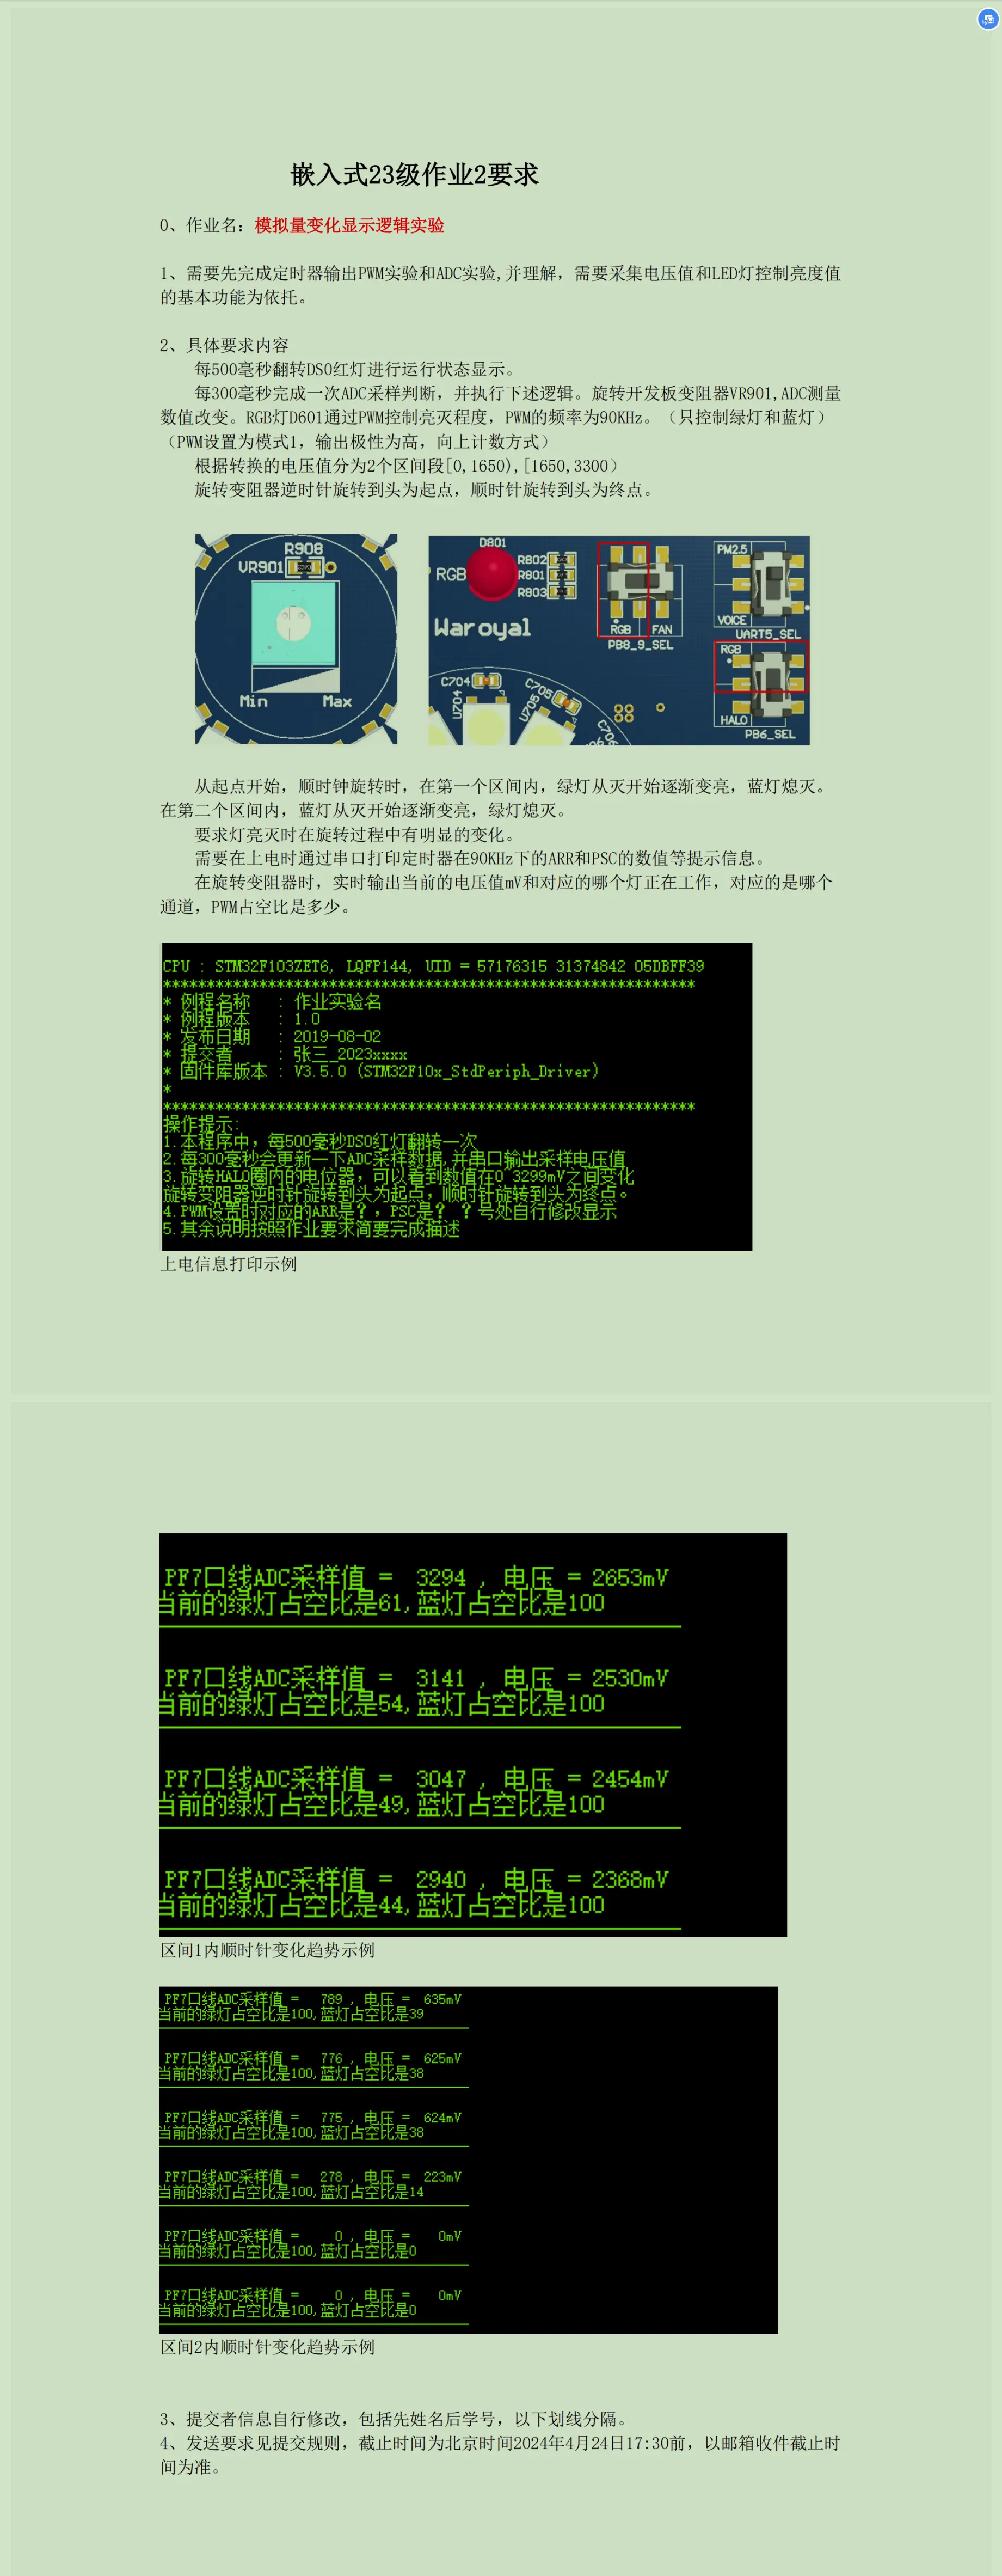 嵌入式23级作业2要求
0、作业名：模拟量变化显示逻辑实验
1、需要先完成定时器输出PWM实验和ADC实验,并理解，需要采集电压值和LED灯控制亮度值
的基本功能为依托。
2、具体要求内容
每500毫秒翻转DS0红灯进行运行状态显示。
每300毫秒完成一次ADC采样判断，并执行下述逻辑。旋转开发板变阻器VR901,ADC测量
数值改变。RGB灯D601通过PWM控制亮灭程度，PWM的频率为90KHz。（只控制绿灯和蓝灯）
（PWM设置为模式1，输出极性为高，向上计数方式）
根据转换的电压值分为2个区间段[0,1650),[1650,3300）
旋转变阻器逆时针旋转到头为起点，顺时针旋转到头为终点。
R908
VR901
Min Max
D801
RGB
R802
R801
R803
Waroyal
RGB FAN
PB8_9_SEL
PM2.5
VOICE
UART5_SEL
RGB
HALO
PB6_SEL
C704
U704
C705
U705
C706
从起点开始，顺时钟旋转时，在第一个区间内，绿灯从灭开始逐渐变亮，蓝灯熄灭。
在第二个区间内，蓝灯从灭开始逐渐变亮，绿灯熄灭。
要求灯亮灭时在旋转过程中有明显的变化。
需要在上电时通过串口打印定时器在90KHz下的ARR和PSC的数值等提示信息。
在旋转变阻器时，实时输出当前的电压值mV和对应的哪个灯正在工作，对应的是哪个
通道，PWM占空比是多少。
CPU : STM32F103ZET6, LQFP144, UID = 57176315 31374842 05DBFF39
*************************************************************
* 例程名称 : 作业实验名
* 例程版本 : 1.0
* 发布日期 : 2019-08-02
* 提交者 : 张三_2023xxxx
* 固件库版本 : V3.5.0 (STM32F10x_StdPeriph_Driver)
*
*************************************************************
操作提示:
1.本程序中，每500毫秒DS0红灯翻转一次
2.每300毫秒会更新一下ADC采样数据,并串口输出采样电压值
3.旋转HALO圈内的电位器，可以看到数值在0 3299mV之间变化
旋转变阻器逆时针旋转到头为起点，顺时针旋转到头为终点。
4.PWM设置时对应的ARR是？，PSC是？ ？号处自行修改显示
5.其余说明按照作业要求简要完成描述
上电信息打印示例
PF7口线ADC采样值 = 3294 , 电压 = 2653mV
当前的绿灯占空比是61,蓝灯占空比是100
PF7口线ADC采样值 = 3141 , 电压 = 2530mV
当前的绿灯占空比是54,蓝灯占空比是100
PF7口线ADC采样值 = 3047 , 电压 = 2454mV
当前的绿灯占空比是49,蓝灯占空比是100
PF7口线ADC采样值 = 2940 , 电压 = 2368mV
当前的绿灯占空比是44,蓝灯占空比是100
区间1内顺时针变化趋势示例
PF7口线ADC采样值 = 789 , 电压 = 635mV
当前的绿灯占空比是100,蓝灯占空比是39
PF7口线ADC采样值 = 776 , 电压 = 625mV
当前的绿灯占空比是100,蓝灯占空比是38
PF7口线ADC采样值 = 775 , 电压 = 624mV
当前的绿灯占空比是100,蓝灯占空比是38
PF7口线ADC采样值 = 278 , 电压 = 223mV
当前的绿灯占空比是100,蓝灯占空比是14
PF7口线ADC采样值 = 0 , 电压 = 0mV
当前的绿灯占空比是100,蓝灯占空比是0
PF7口线ADC采样值 = 0 , 电压 = 0mV
当前的绿灯占空比是100,蓝灯占空比是0
区间2内顺时针变化趋势示例
3、提交者信息自行修改，包括先姓名后学号，以下划线分隔。
4、发送要求见提交规则，截止时间为北京时间2024年4月24日17:30前，以邮箱收件截止时
间为准。